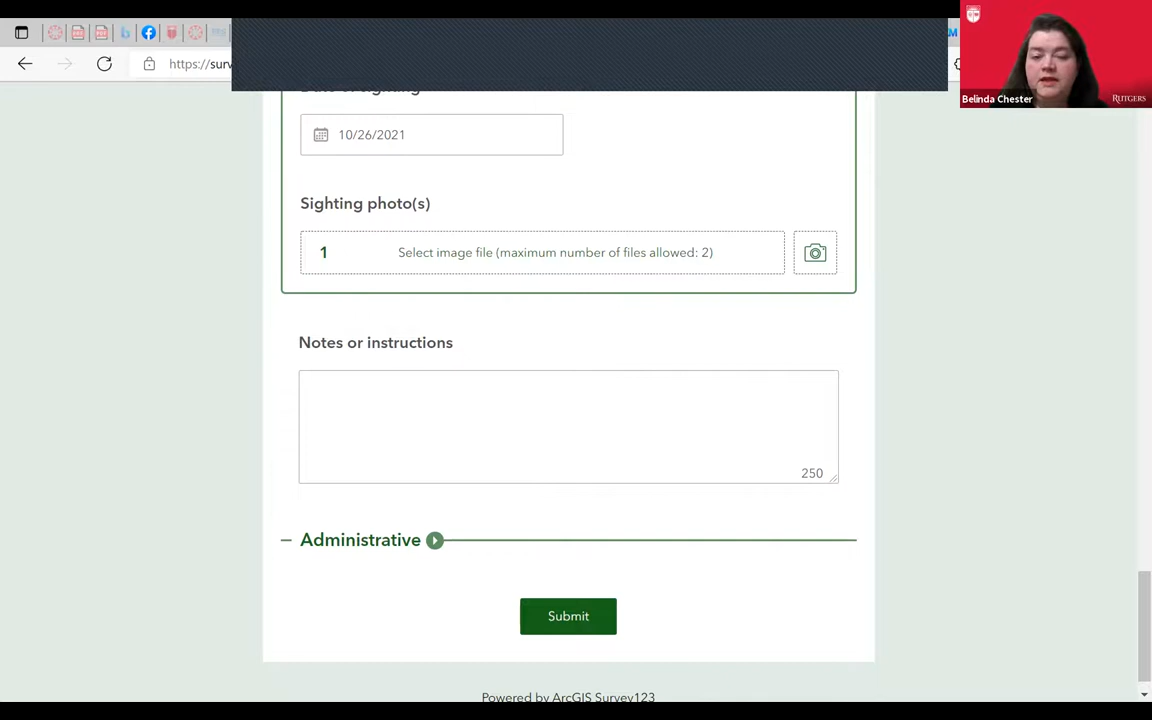 https://surv
Belinda Chester
RUTGERS
10/26/2021
Sighting photo(s)
1 Select image file (maximum number of files allowed: 2)
Notes or instructions
250
Administrative
Submit
Powered by ArcGIS Survey123